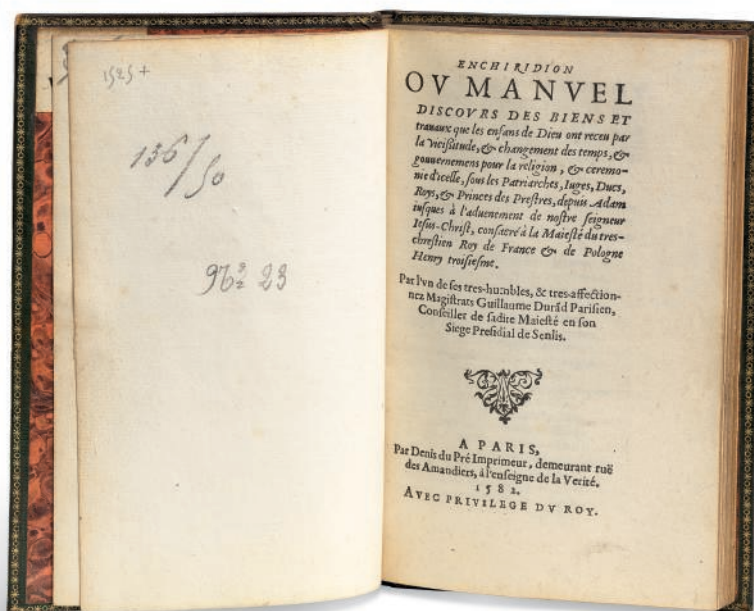 1525 +
136/50
96 3/2 23
ENCHIRIDION
OV MANVEL
DISCOVRS DES BIENS ET
trauaux que les enfans de Dieu ont receu par
la vicißitude, & changement des temps, &
gouuernemens pour la religion, & ceremo-
nie d'icelle, sous les Patriarches, Iuges, Ducs,
Roys, & Princes des Prestres, depuis Adam
iusques à l'aduenement de nostre seigneur
Iesus-Christ, consacré à la Maiesté du tres-
chrestien Roy de France & de Pologne
Henry troisiesme.
Par l'vn de ses tres-humbles, & tres-affection-
nez Magistrats Guillaume Durãd Parisien,
Conseiller de sadite Maiesté en son
Siege Presidial de Senlis.
A PARIS,
Par Denis du Pré Imprimeur, demeurant ruë
des Amandiers, à l'enseigne de la Verité.
1582.
AVEC PRIVILEGE DV ROY.